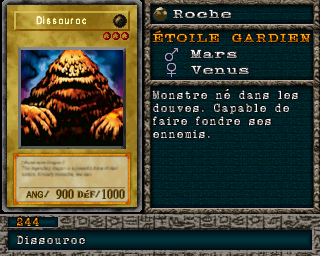 Dissouroc
ANG/ 900 DéF/1000
Roche
ÉTOILE GARDIEN
♂ Mars
♀ Venus
Monstre né dans les
douves. Capable de
faire fondre ses
ennemis.
244
Dissouroc